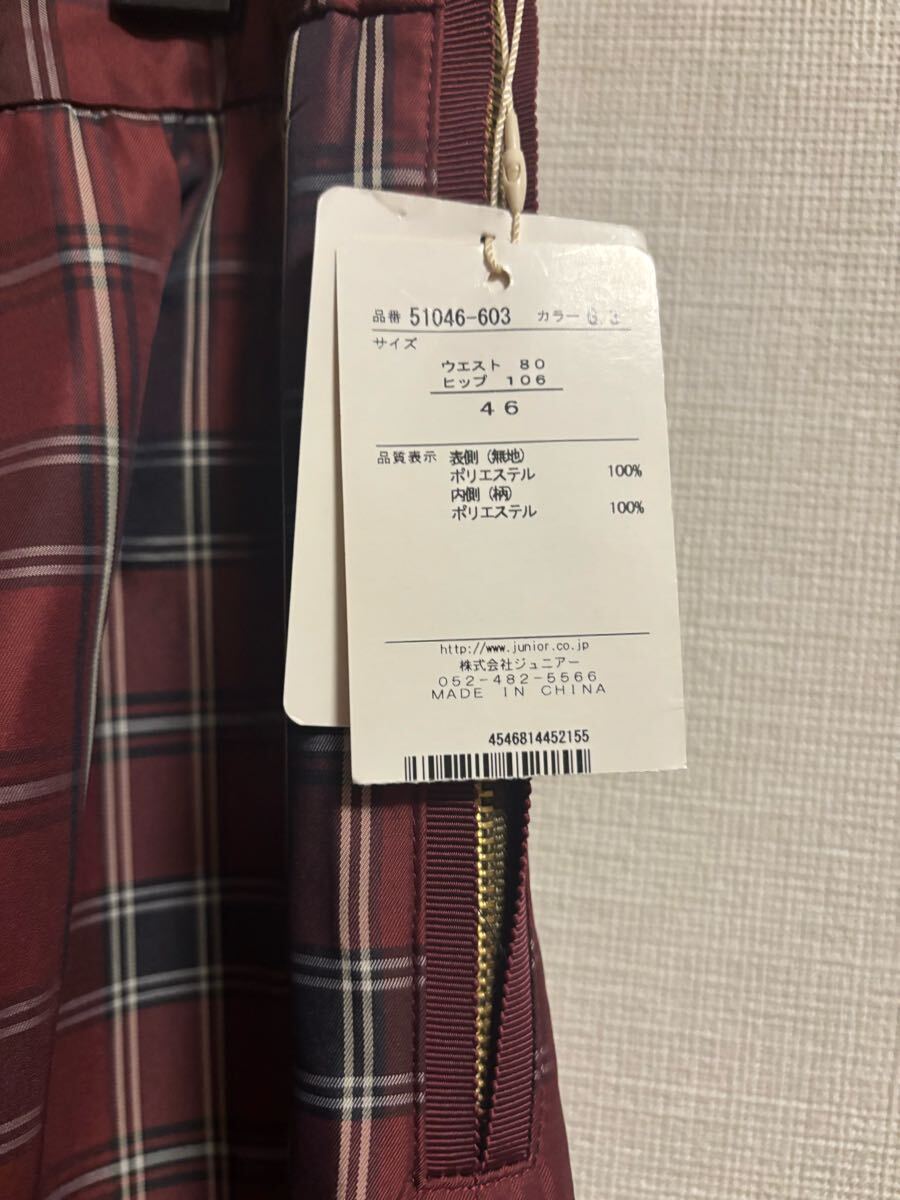 品番 51046-603 カラー
サイズ
ウエスト 80
ヒップ 106
46
品質表示 表側（無地）
ポリエステル 100%
内側（柄）
ポリエステル 100%
http://www.junior.co.jp
株式会社ジュニアー
052-482-5566
MADE IN CHINA
4546814452155